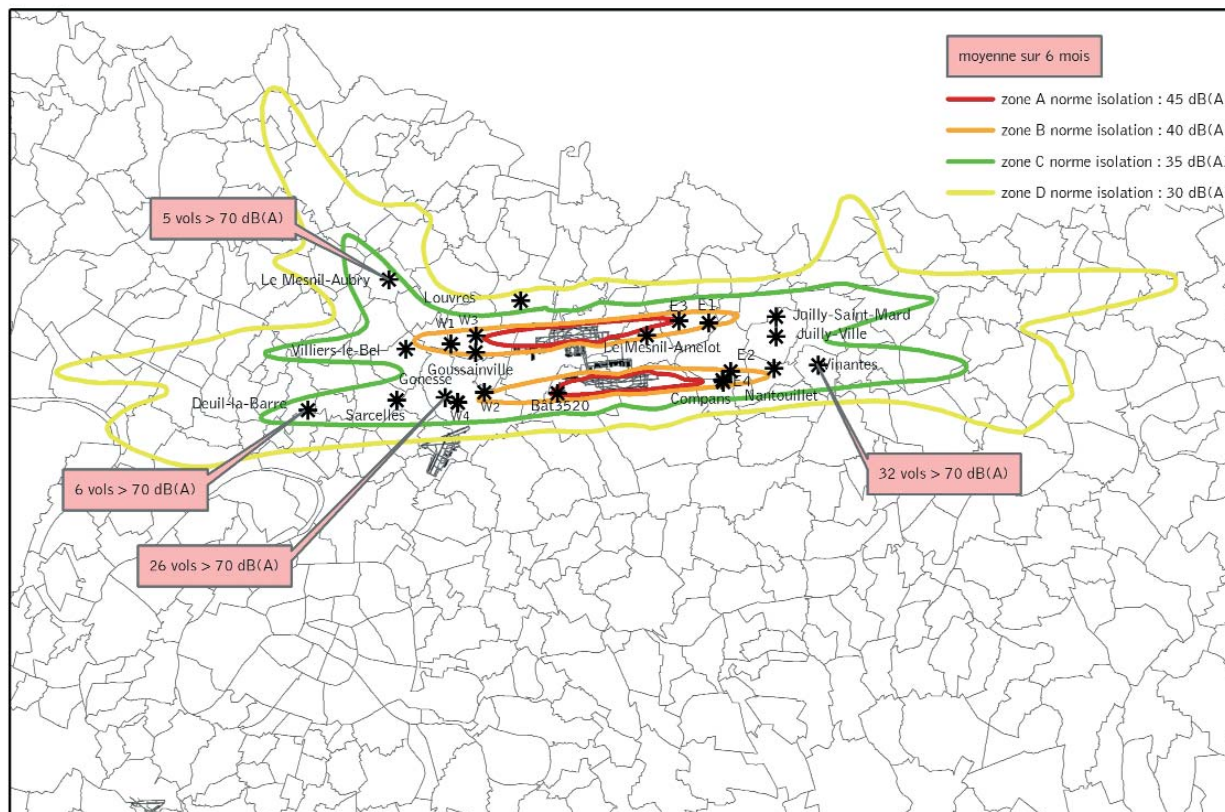 moyenne sur 6 mois
zone A norme isolation : 45 dB(A
zone B norme isolation : 40 dB(A
zone C norme isolation : 35 dB(A
zone D norme isolation : 30 dB(A
5 vols > 70 dB(A)
Le Mesnil-Aubry
Louvres
E3 E1
Juilly-Saint-Mard
W1 W3
Juilly-Ville
Villiers-le-Bel
Le Mesnil-Amelot
E2
Vinantes
Goussainville
Gonesse
E4
Nantouillet
Deuil-la-Barre
Sarcelles
W4
W2
Bât3520
Compans
6 vols > 70 dB(A)
32 vols > 70 dB(A)
26 vols > 70 dB(A)